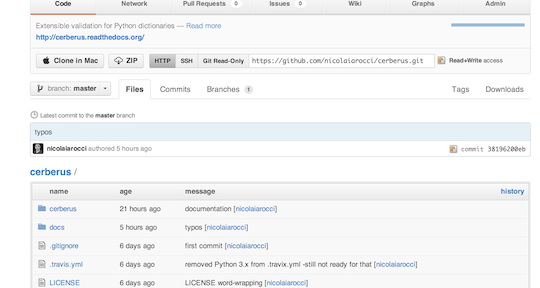 Code Network Pull Requests 0 Issues 0 Wiki Graphs Admin
Extensible validation for Python dictionaries — Read more
http://cerberus.readthedocs.org/
Clone in Mac ZIP HTTP SSH Git Read-Only https://github.com/nicolaiarocci/cerberus.git Read+Write access
branch: master Files Commits Branches 1 Tags Downloads
Latest commit to the master branch
typos
nicolaiarocci authored 5 hours ago commit 38196200eb
cerberus /
name age message history
cerberus 21 hours ago documentation [nicolaiarocci]
docs 5 hours ago typos [nicolaiarocci]
.gitignore 6 days ago first commit [nicolaiarocci]
.travis.yml 6 days ago removed Python 3.x from .travix.yml -still not ready for that [nicolaiarocci]
LICENSE 6 days ago LICENSE word-wrapping [nicolaiarocci]